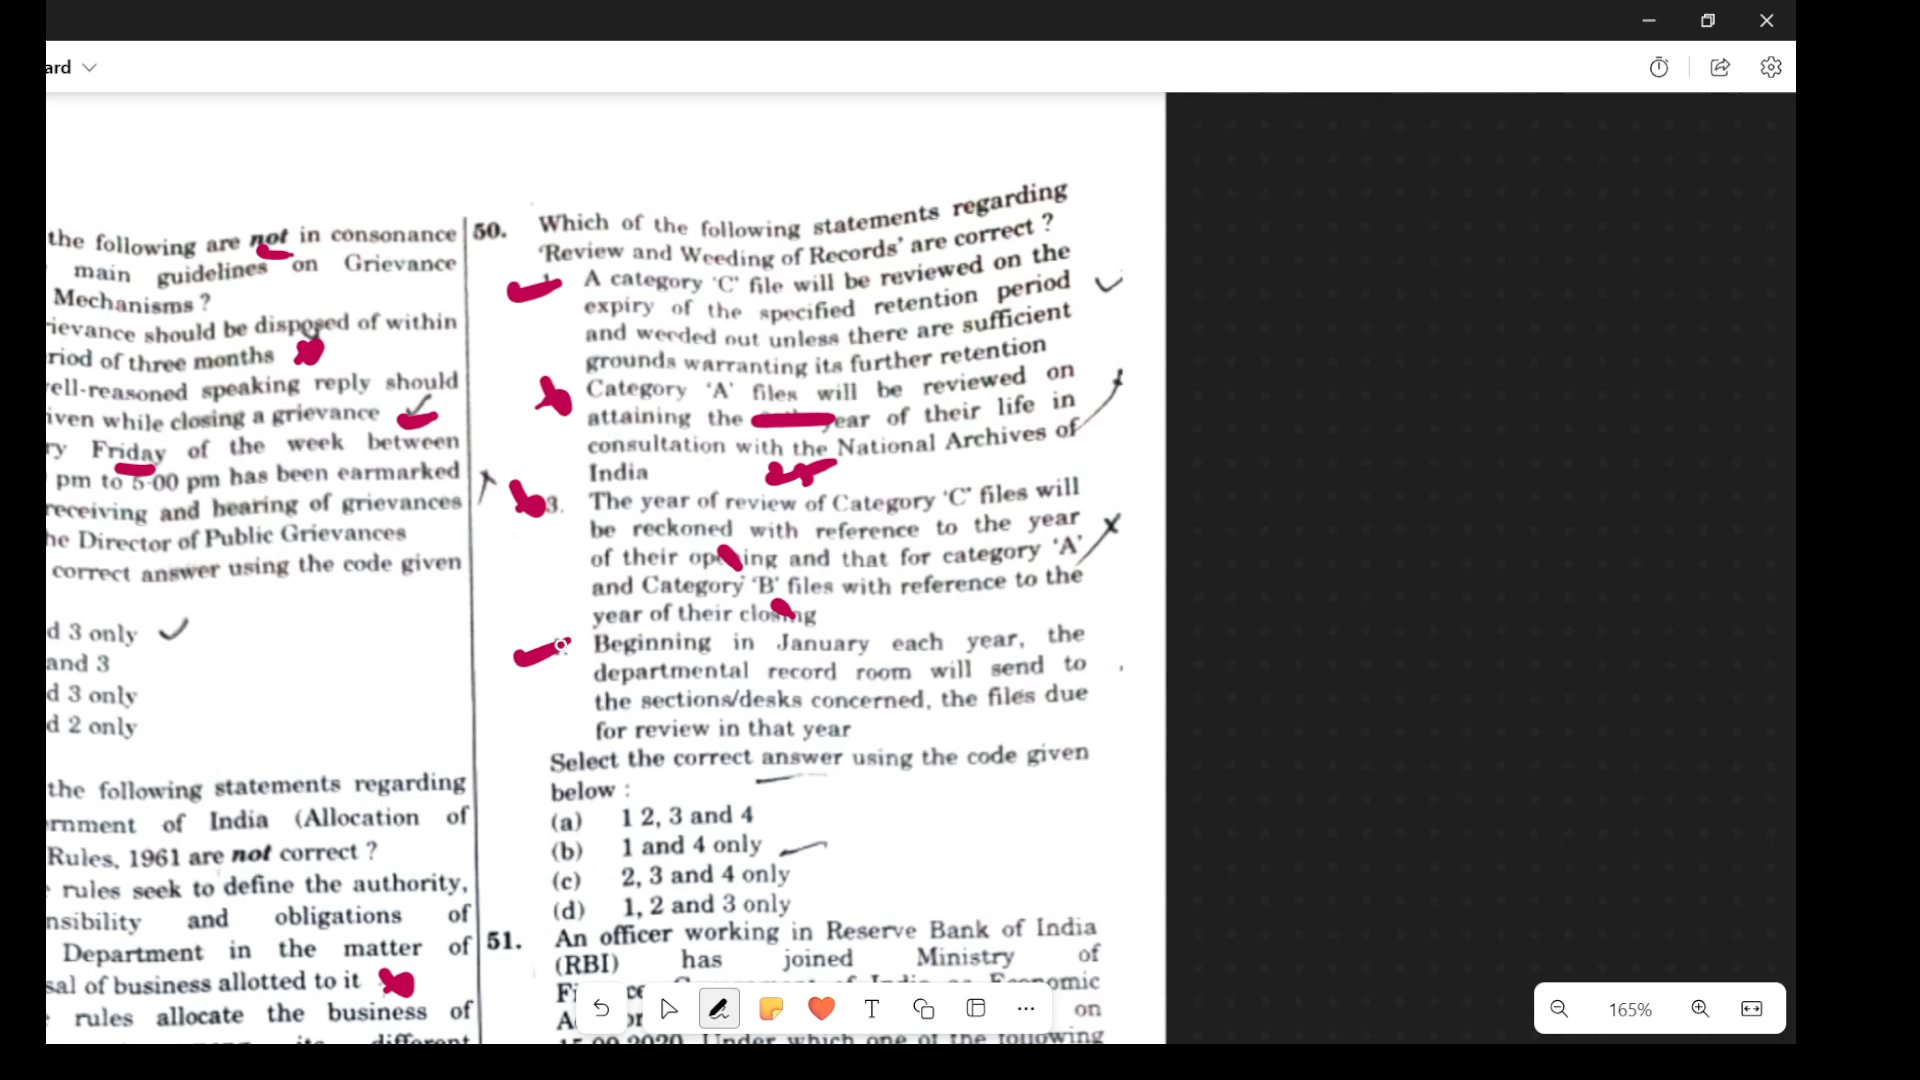 ard
the following are not in consonance
main guidelines on Grievance
Mechanisms ?
ievance should be disposed of within
riod of three months
ell-reasoned speaking reply should
iven while closing a grievance
ry Friday of the week between
pm to 5-00 pm has been earmarked
receiving and hearing of grievances
he Director of Public Grievances
correct answer using the code given
d 3 only
and 3
d 3 only
d 2 only
the following statements regarding
rnment of India (Allocation of
Rules, 1961 are not correct ?
rules seek to define the authority,
nsibility and obligations of
Department in the matter of
sal of business allotted to it
rules allocate the business of
different
50. Which of the following statements regarding
'Review and Weeding of Records' are correct ?
A category 'C' file will be reviewed on the
expiry of the specified retention period
and weeded out unless there are sufficient
grounds warranting its further retention
Category 'A' files will be reviewed on
attaining the year of their life in
consultation with the National Archives of
India
3. The year of review of Category 'C' files will
be reckoned with reference to the year
of their opening and that for category 'A'
and Category 'B' files with reference to the
year of their closing
Beginning in January each year, the
departmental record room will send to
the sections/desks concerned, the files due
for review in that year
Select the correct answer using the code given
below :
(a) 1 2, 3 and 4
(b) 1 and 4 only
(c) 2, 3 and 4 only
(d) 1, 2 and 3 only
51. An officer working in Reserve Bank of India
(RBI) has joined Ministry of
on
15.09.2020. Under which one of the following
T
165%